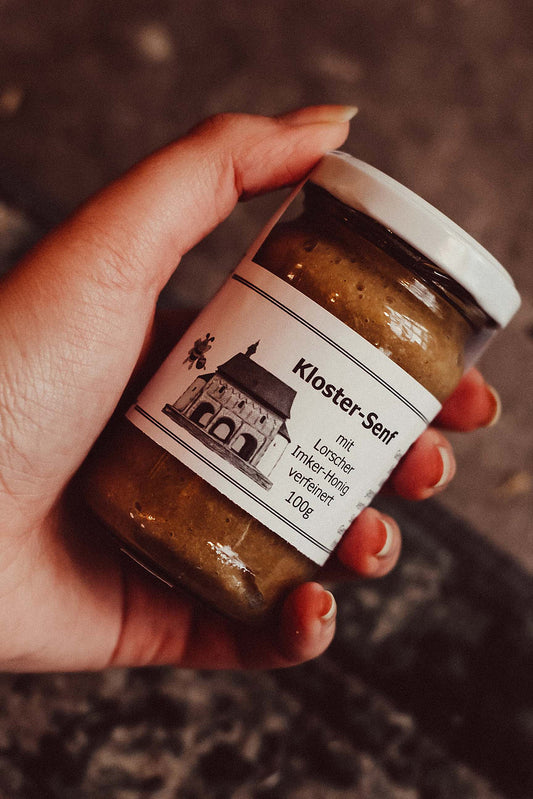 Kloster-Senf
mit
Lorscher
Imker-Honig
verfeinert
100g